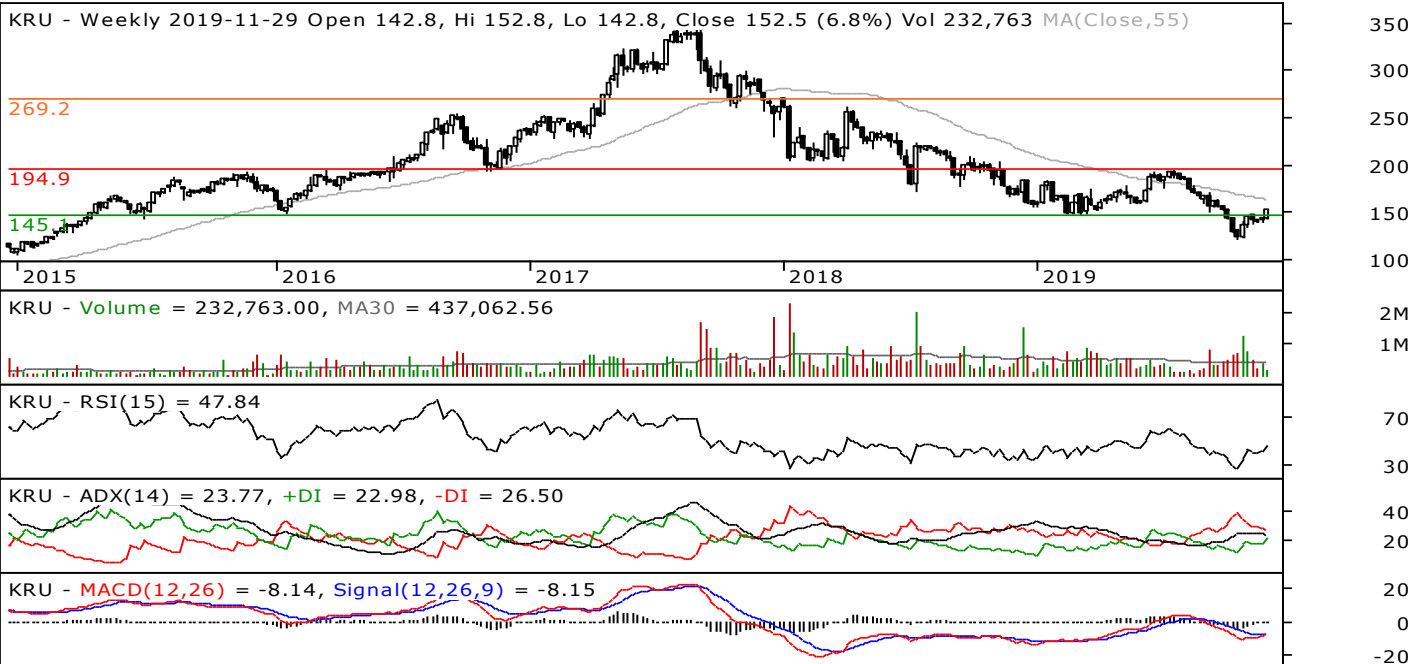 KRU - Weekly 2019-11-29 Open 142.8, Hi 152.8, Lo 142.8, Close 152.5 (6.8%) Vol 232,763 MA(Close,55)
350
300
269.2
250
200
194.9
150
145.1
100
2015 2016 2017 2018 2019
KRU - Volume = 232,763.00, MA30 = 437,062.56
2M
1M
KRU - RSI(15) = 47.84
70
30
KRU - ADX(14) = 23.77, +DI = 22.98, -DI = 26.50
40
20
KRU - MACD(12,26) = -8.14, Signal(12,26,9) = -8.15
20
0
-20